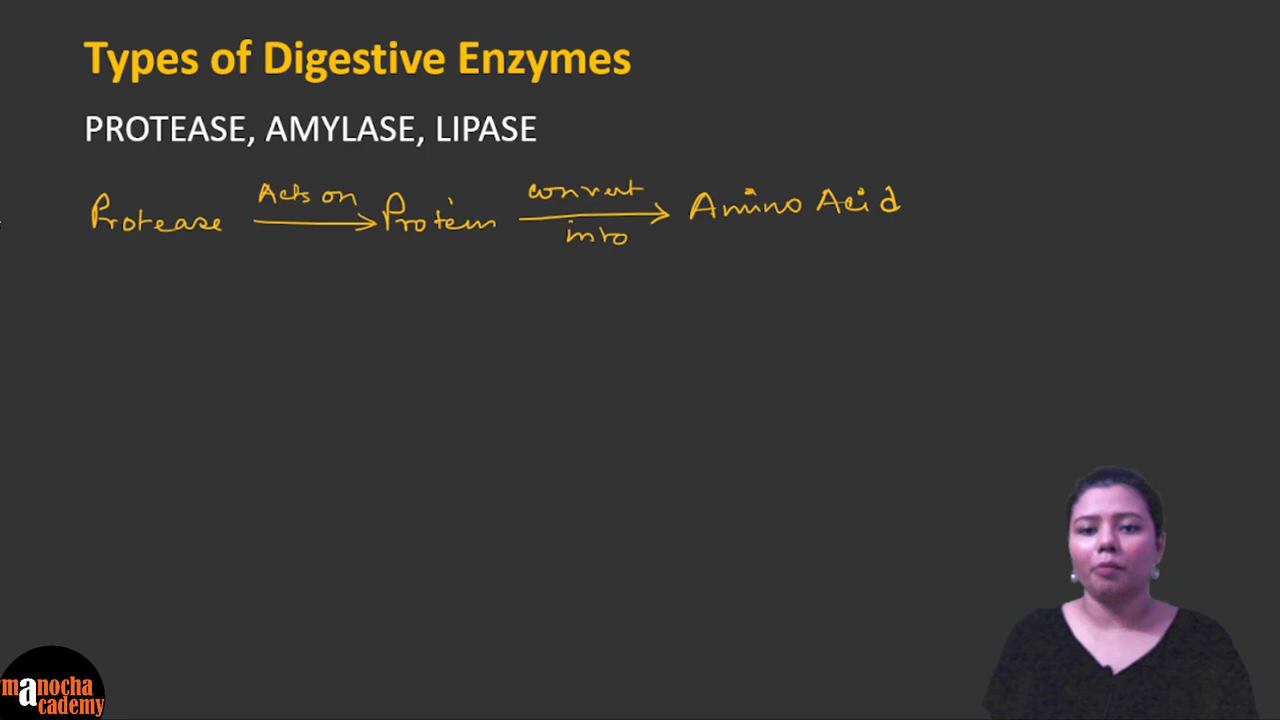 Types of Digestive Enzymes
PROTEASE, AMYLASE, LIPASE
Protease Acts on Protein convert into Amino Acid
manocha
academy